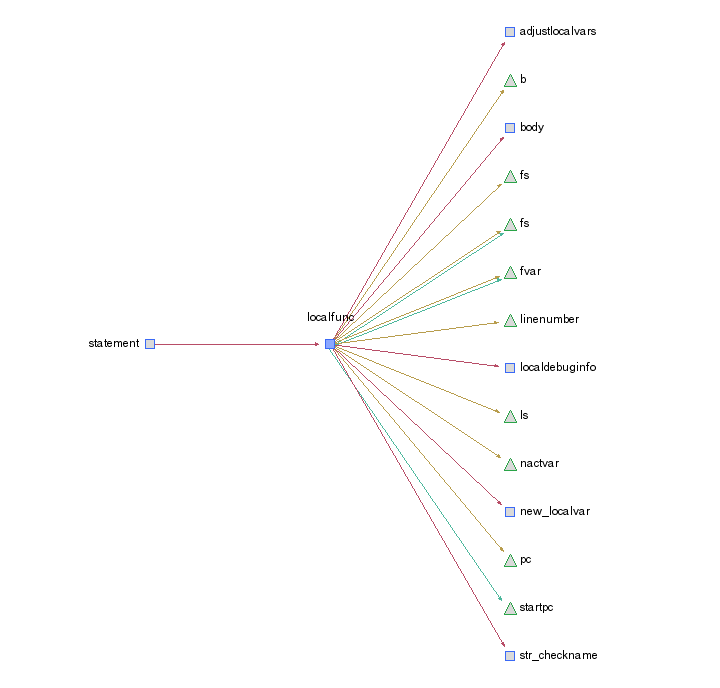 adjustlocalvars
b
body
fs
fs
fvar
localfunc
linenumber
statement
localdebuginfo
ls
nactvar
new_localvar
pc
startpc
str_checkname